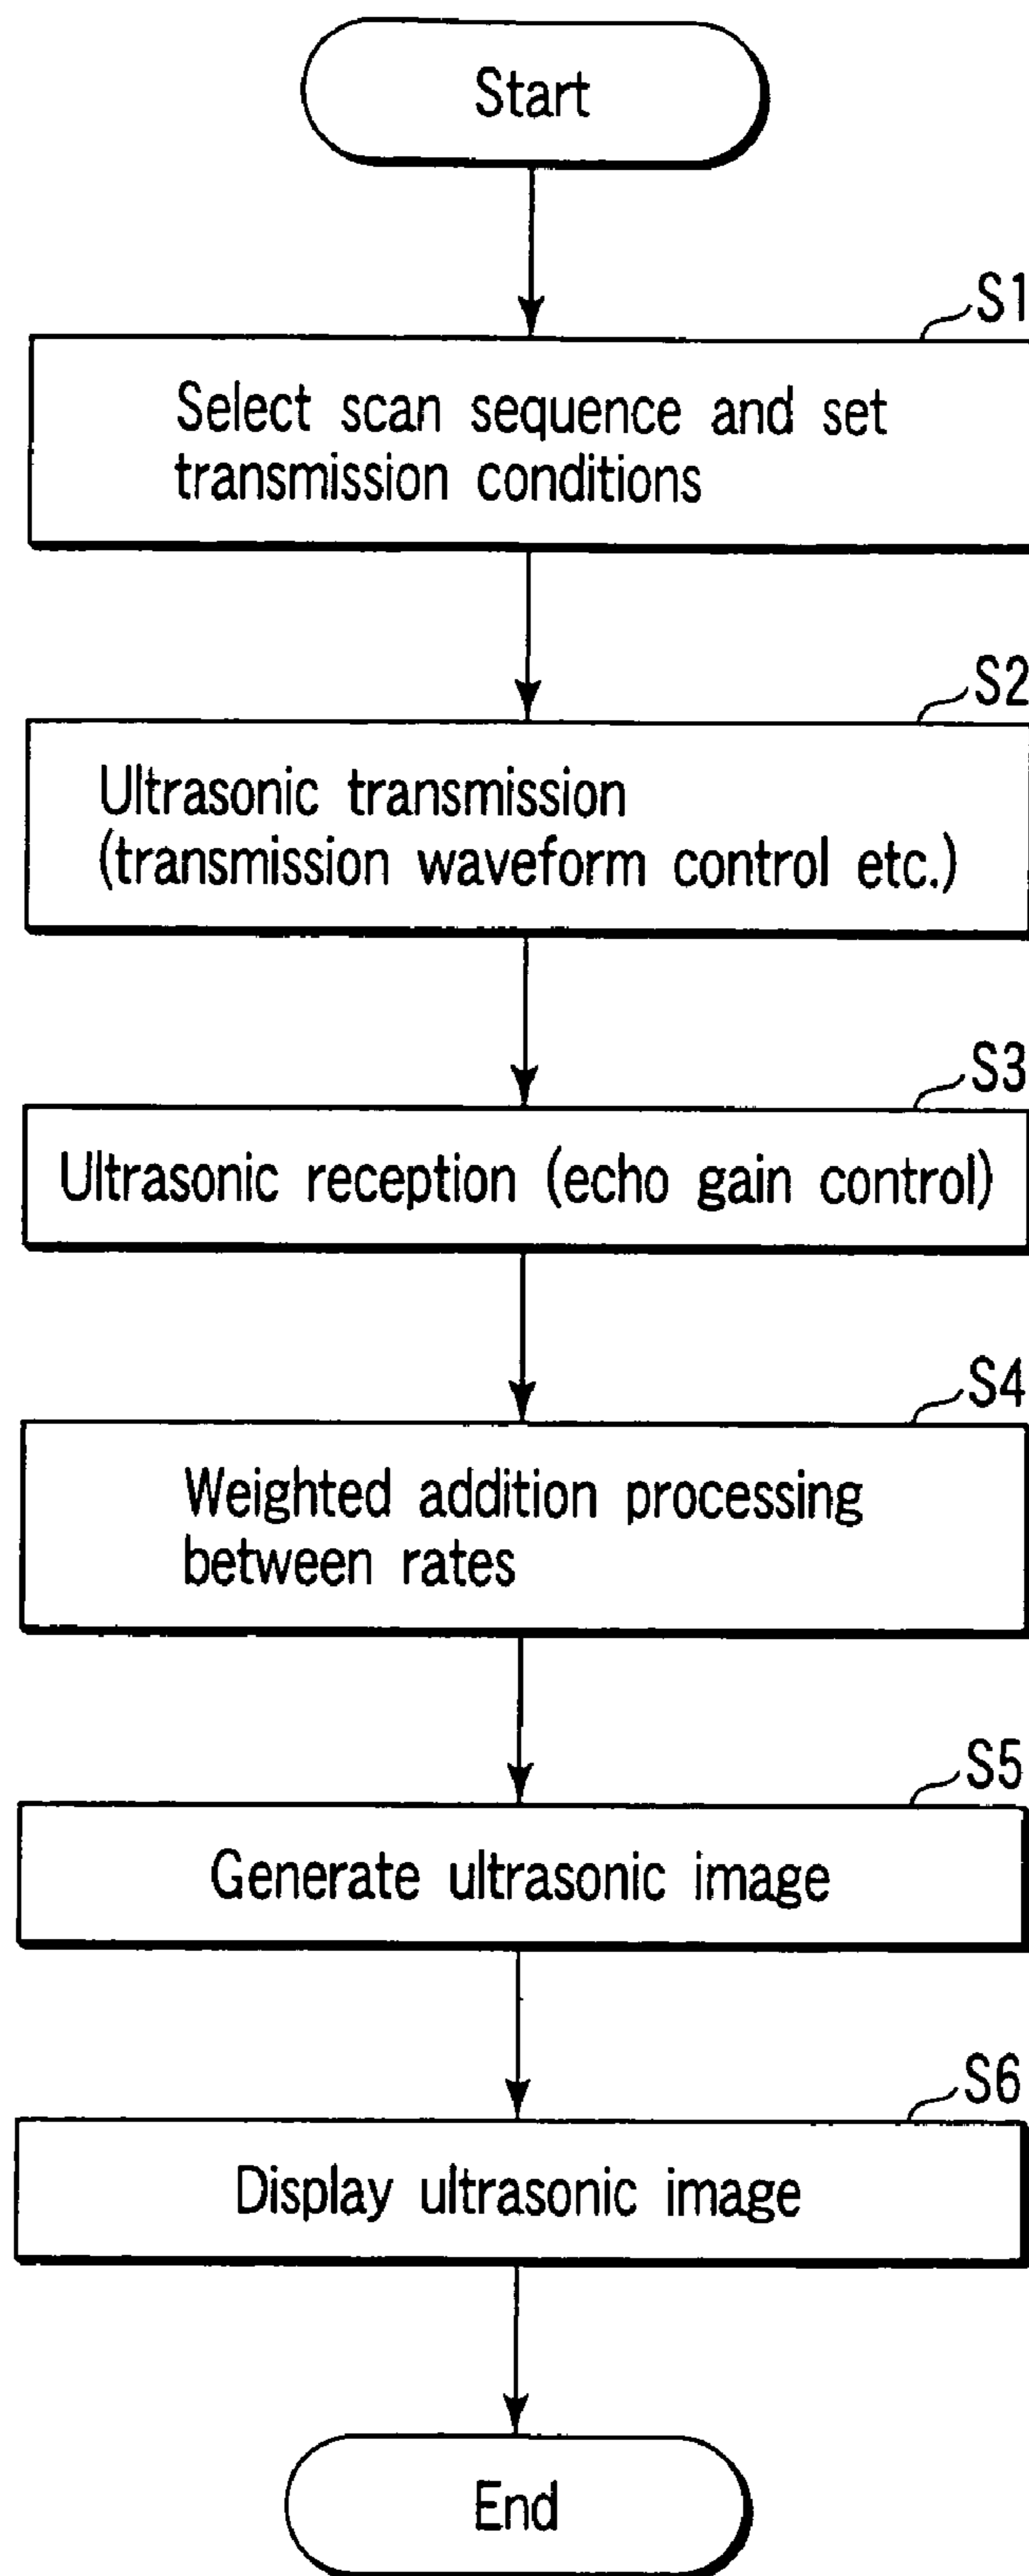 Start
S1
Select scan sequence and set
transmission conditions
S2
Ultrasonic transmission
(transmission waveform control etc.)
S3
Ultrasonic reception (echo gain control)
S4
Weighted addition processing
between rates
S5
Generate ultrasonic image
S6
Display ultrasonic image
End